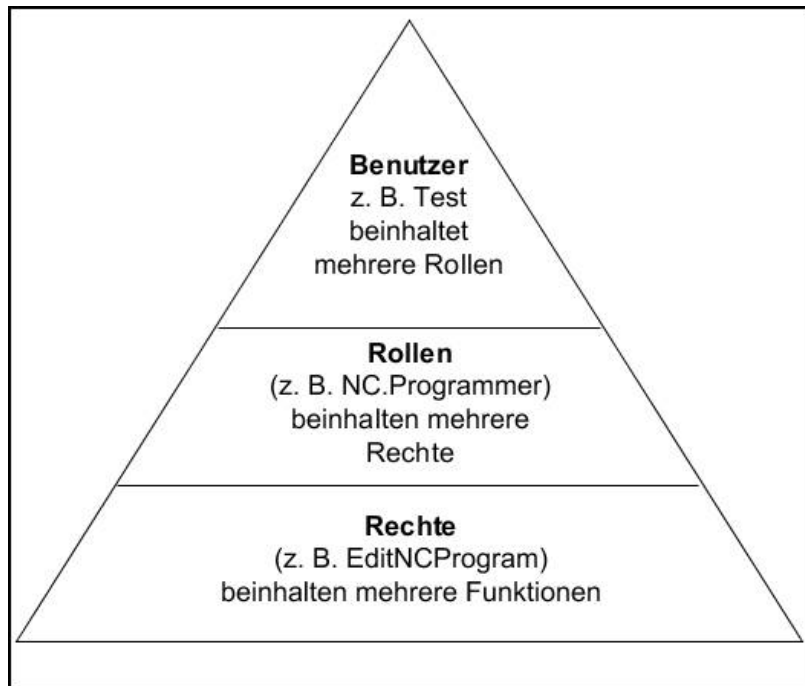 Benutzer
z. B. Test
beinhaltet
mehrere Rollen
Rollen
(z. B. NC.Programmer)
beinhalten mehrere
Rechte
Rechte
(z. B. EditNCProgram)
beinhalten mehrere Funktionen